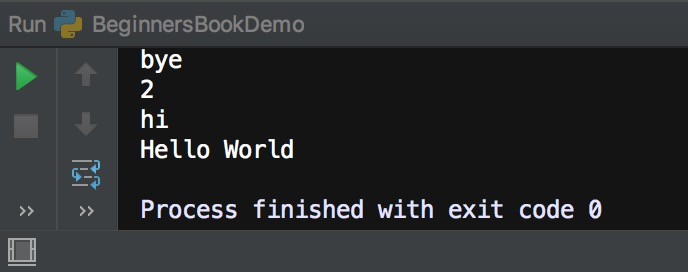 Run BeginnersBookDemo
bye
2
hi
Hello World
Process finished with exit code 0